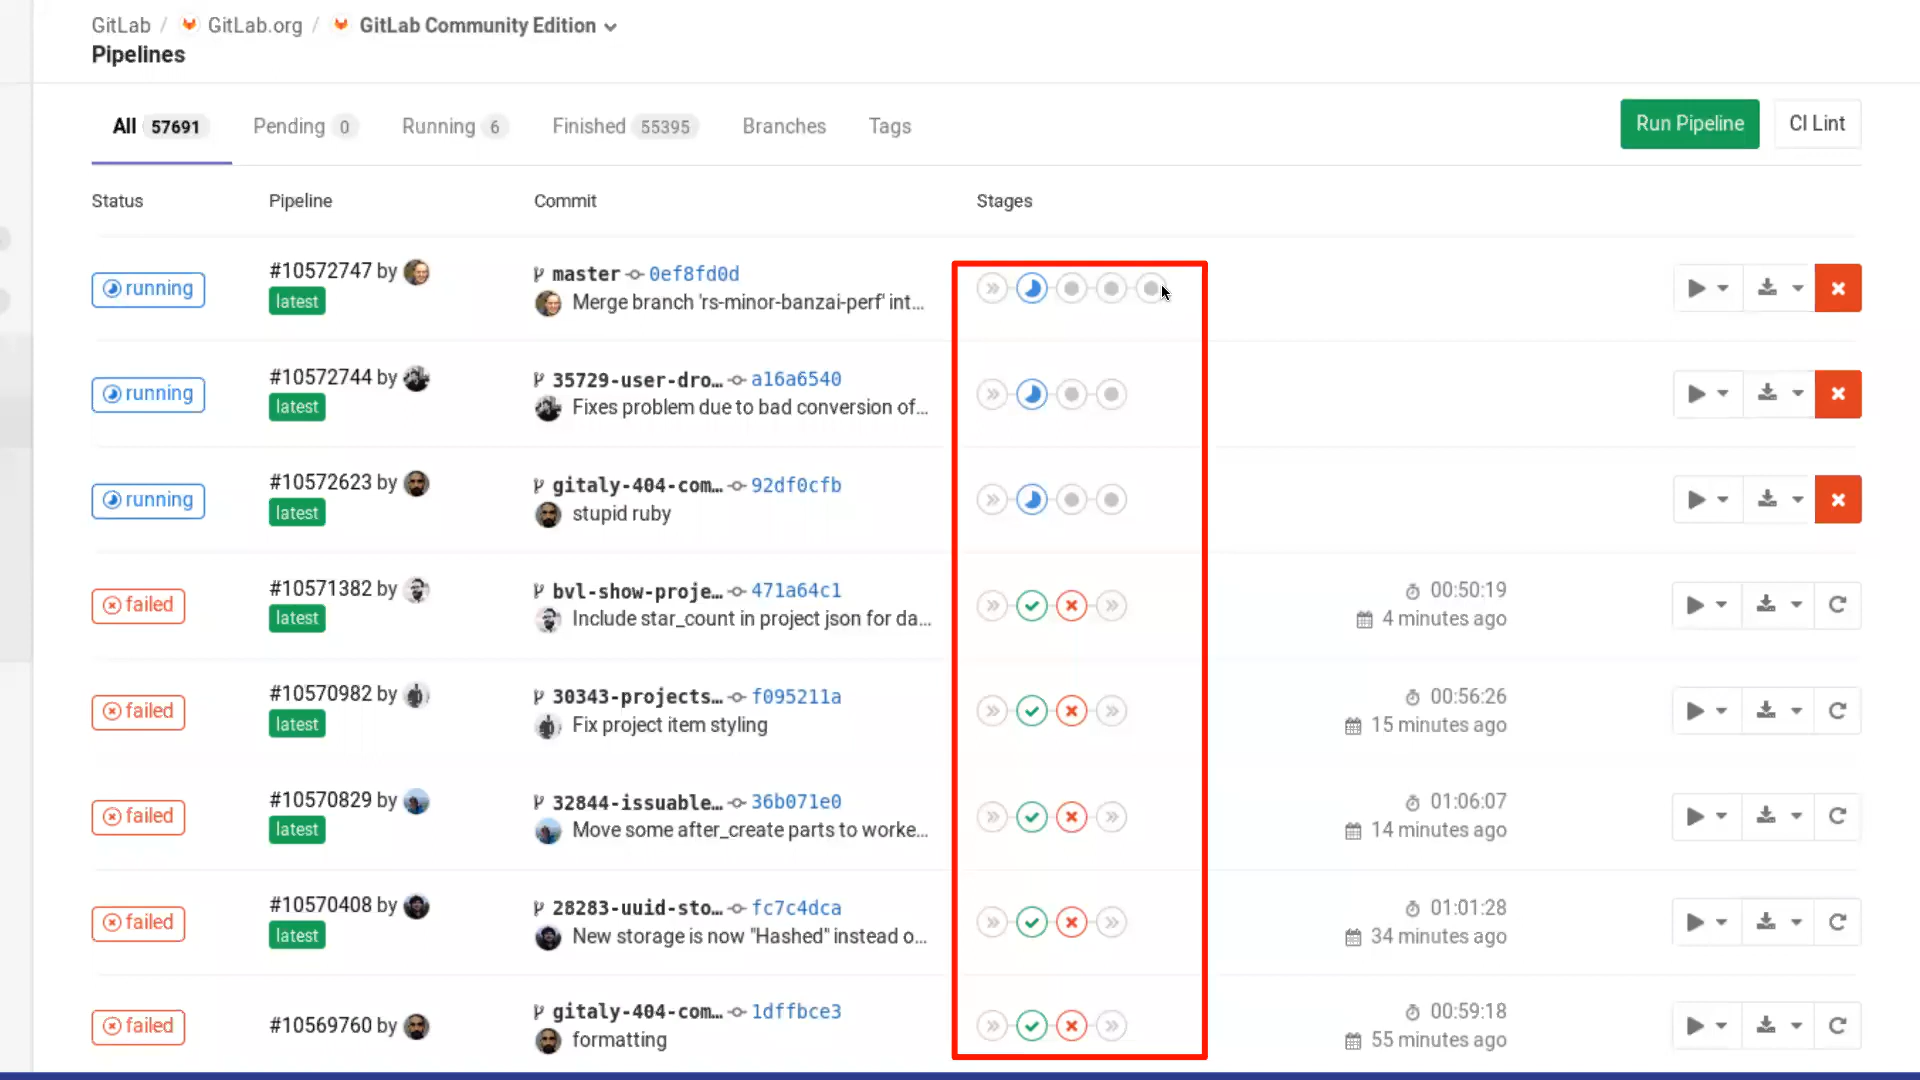 GitLab / GitLab.org / GitLab Community Edition
Pipelines
All 57691 Pending 0 Running 6 Finished 55395 Branches Tags Run Pipeline CI Lint
Status Pipeline Commit Stages
running #10572747 by master 0ef8fd0d
latest Merge branch 'rs-minor-banzai-perf' int...
running #10572744 by 35729-user-dro... a16a6540
latest Fixes problem due to bad conversion of...
running #10572623 by gitaly-404-com... 92df0cfb
latest stupid ruby
failed #10571382 by bvl-show-proje... 471a64c1 00:50:19
latest Include star_count in project json for da... 4 minutes ago
failed #10570982 by 30343-projects... f095211a 00:56:26
latest Fix project item styling 15 minutes ago
failed #10570829 by 32844-issuable... 36b071e0 01:06:07
latest Move some after_create parts to worke... 14 minutes ago
failed #10570408 by 28283-uuid-sto... fc7c4dca 01:01:28
latest New storage is now "Hashed" instead o... 34 minutes ago
failed #10569760 by gitaly-404-com... 1dffbce3 00:59:18
formatting 55 minutes ago